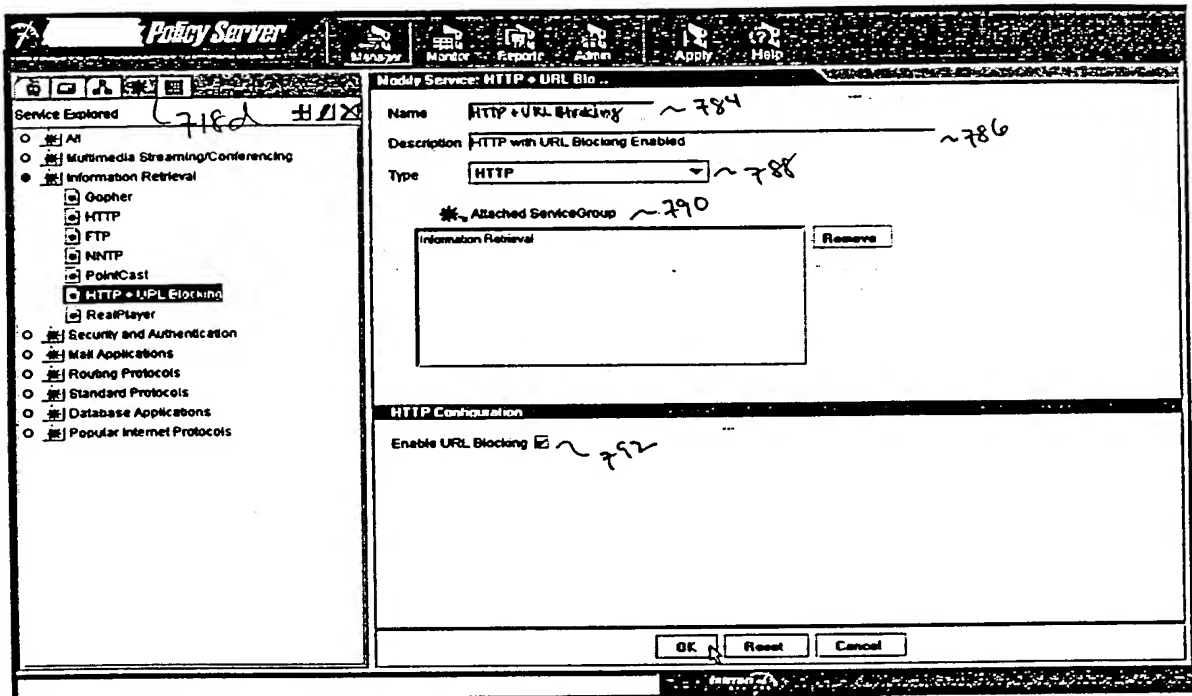 Policy Server
Manager Monitor Reports Admin Apply Help
Service Explored
718d
All
Multimedia Streaming/Conferencing
Information Retrieval
Gopher
HTTP
FTP
NNTP
PointCast
HTTP + URL Blocking
RealPlayer
Security and Authentication
Mail Applications
Routing Protocols
Standard Protocols
Database Applications
Popular Internet Protocols
Modify Service: HTTP + URL Blo ..
Name HTTP + URL Blocking ~ 784
Description HTTP with URL Blocking Enabled ~ 786
Type HTTP ~ 788
Attached ServiceGroup ~ 790
Information Retrieval
Remove
HTTP Configuration
Enable URL Blocking ~ 792
OK Reset Cancel